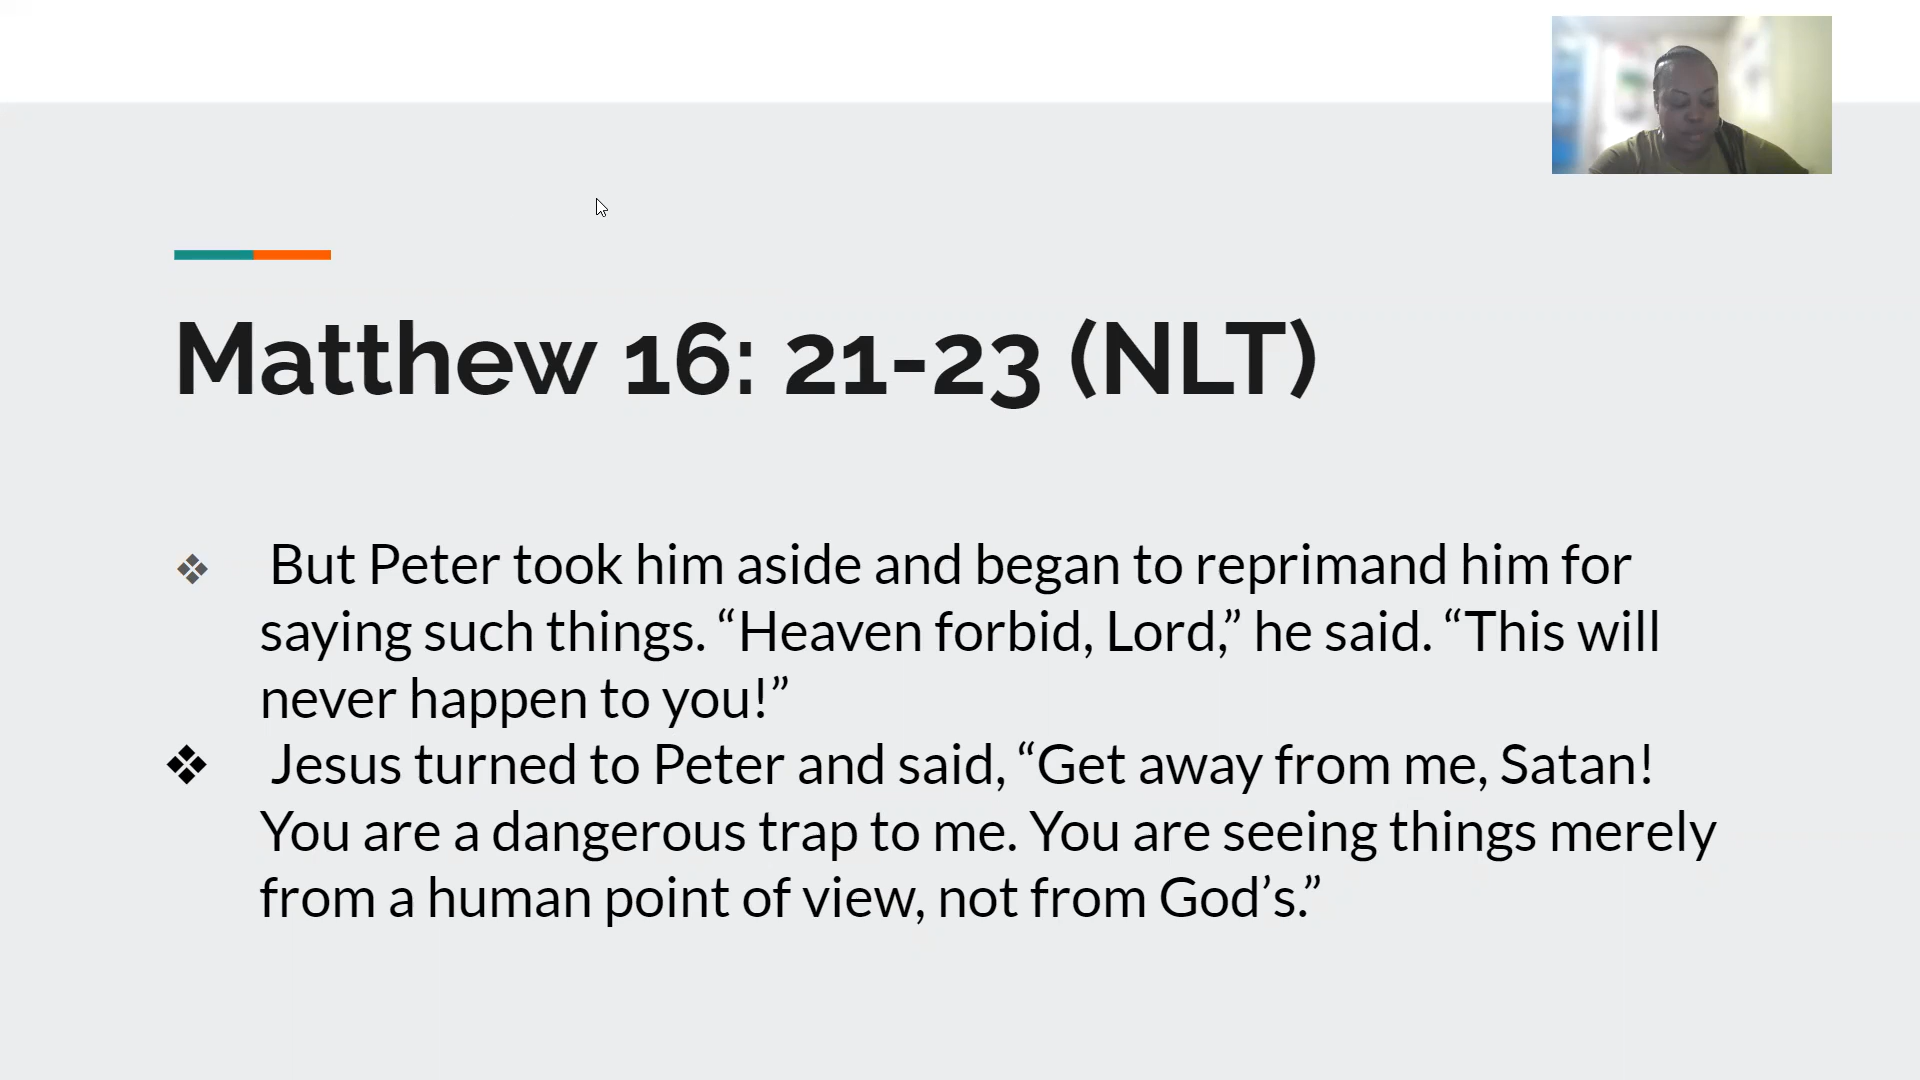 Matthew 16: 21-23 (NLT)
❖ But Peter took him aside and began to reprimand him for
saying such things. “Heaven forbid, Lord,” he said. “This will
never happen to you!”
❖ Jesus turned to Peter and said, “Get away from me, Satan!
You are a dangerous trap to me. You are seeing things merely
from a human point of view, not from God’s.”